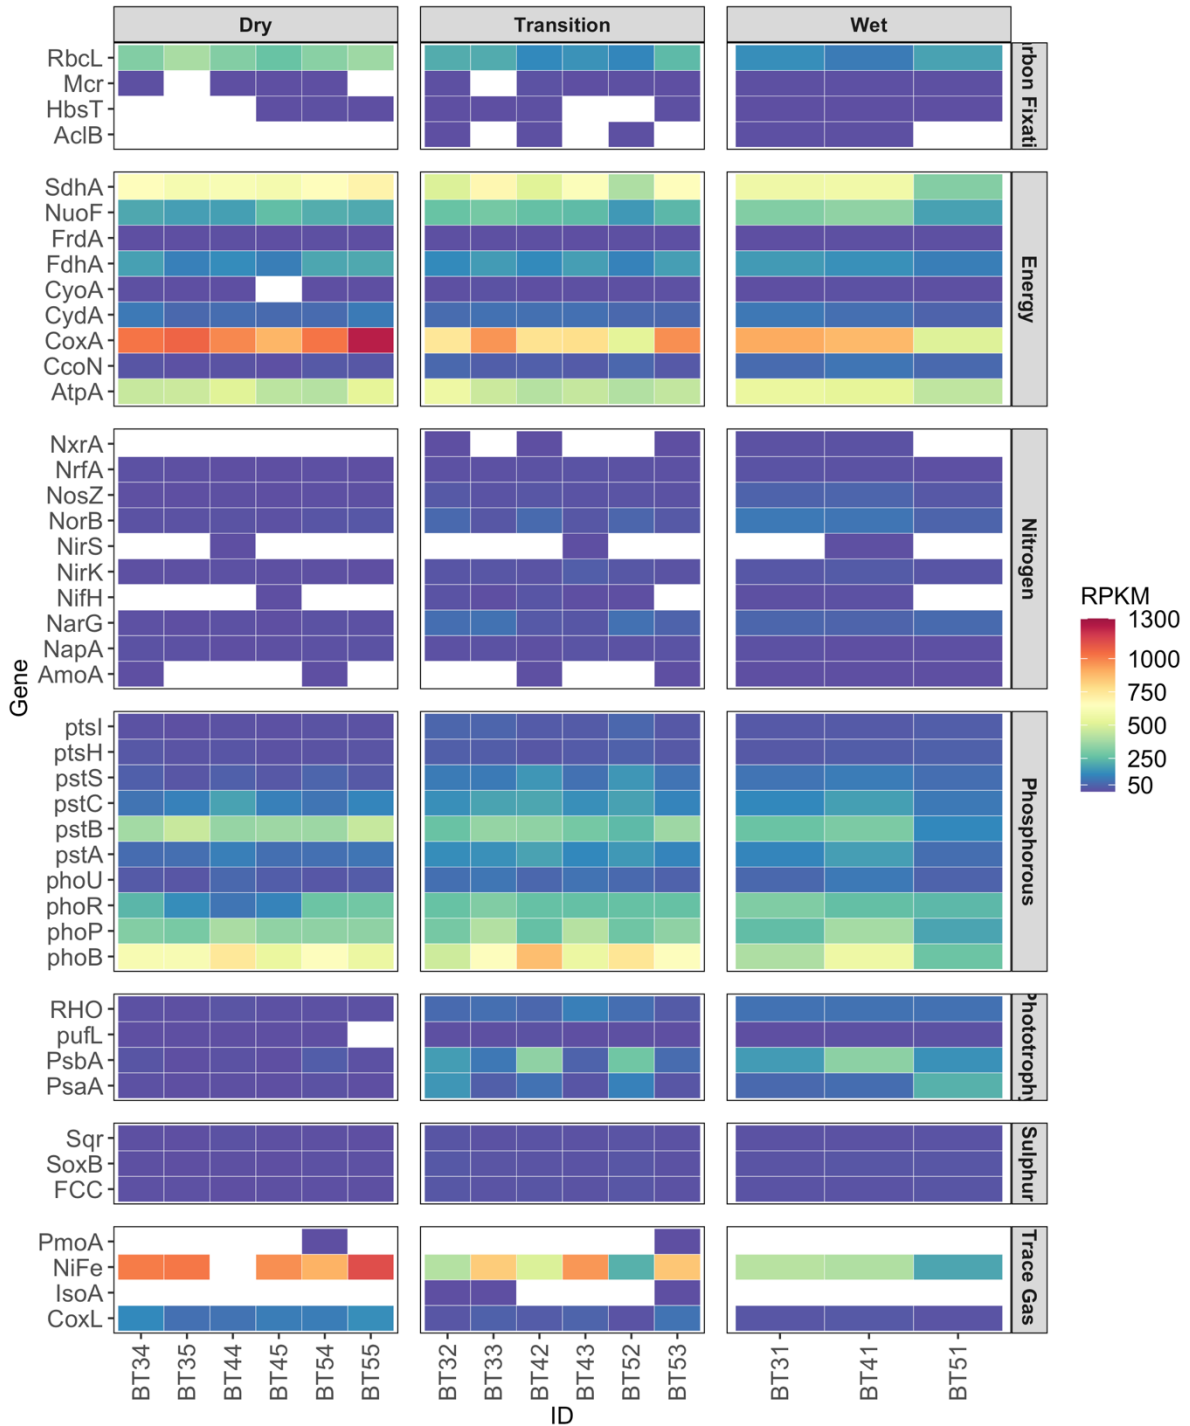 Dry Transition Wet
RbcL
Mcr
HbsT
AclB
rbon Fixati
SdhA
NuoF
FrdA
FdhA
CyoA
CydA
CoxA
CcoN
AtpA
Energy
NxrA
NrfA
NosZ
NorB
NirS
NirK
NifH
NarG
NapA
AmoA
Nitrogen
ptsI
ptsH
pstS
pstC
pstB
pstA
phoU
phoR
phoP
phoB
Phosphorous
RHO
pufL
PsbA
PsaA
Phototrophy
Sqr
SoxB
FCC
Sulphur
PmoA
NiFe
IsoA
CoxL
Trace Gas
Gene
BT34 BT35 BT44 BT45 BT54 BT55 BT32 BT33 BT42 BT43 BT52 BT53 BT31 BT41 BT51
ID
RPKM
1300
1000
750
500
250
50